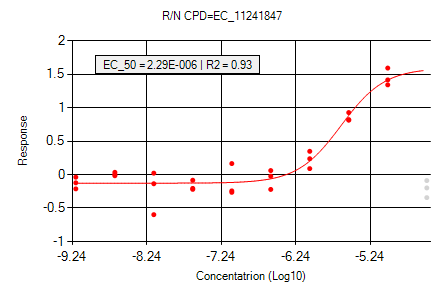 R/N CPD=EC_11241847
EC_50 = 2.29E-006 | R2 = 0.93
Response
2
1.5
1
0.5
0
-0.5
-1
-9.24 -8.24 -7.24 -6.24 -5.24
Concentatrion (Log10)